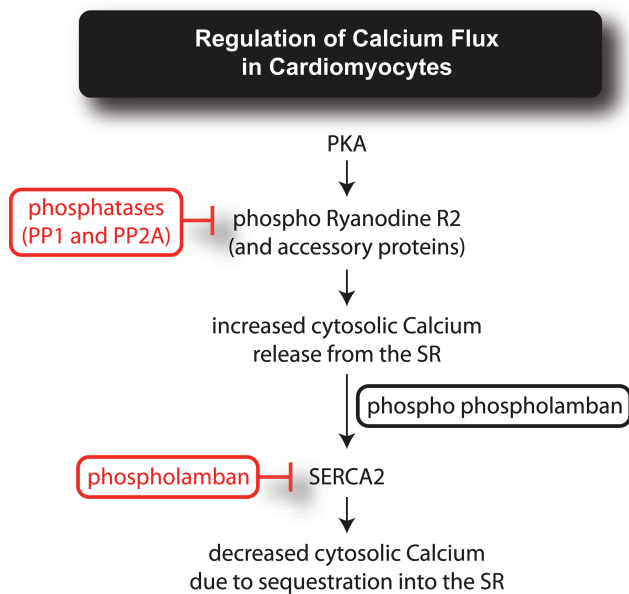 Regulation of Calcium Flux
in Cardiomyocytes
PKA
phosphatases
(PP1 and PP2A)
phospho Ryanodine R2
(and accessory proteins)
increased cytosolic Calcium
release from the SR
phospho phospholamban
phospholamban
SERCA2
decreased cytosolic Calcium
due to sequestration into the SR